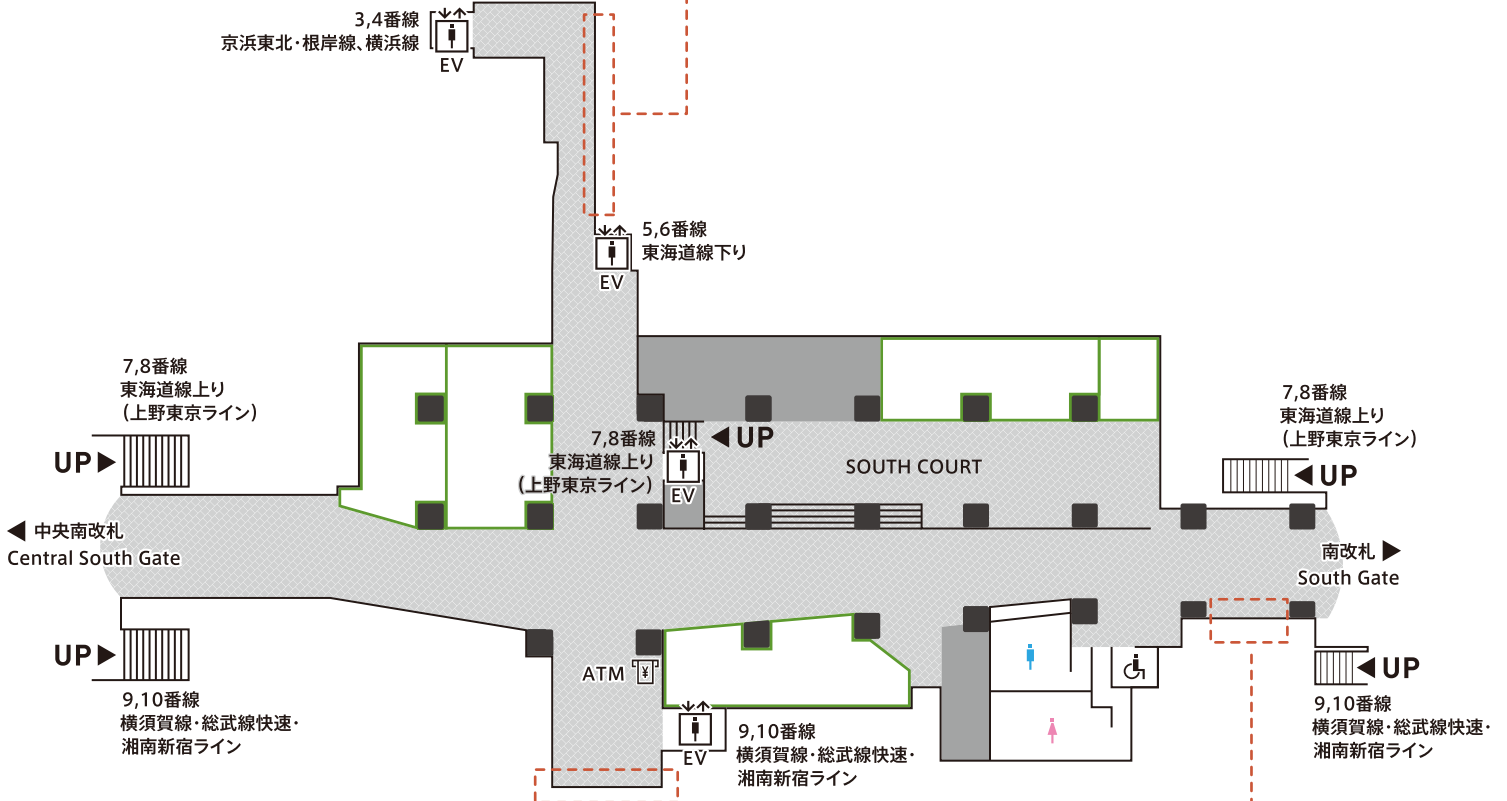 3,4番線
京浜東北・根岸線、横浜線
EV
5,6番線
東海道線下り
EV
7,8番線
東海道線上り
(上野東京ライン)
UP
7,8番線
東海道線上り
(上野東京ライン)
EV
UP
SOUTH COURT
7,8番線
東海道線上り
(上野東京ライン)
UP
中央南改札
Central South Gate
南改札
South Gate
UP
9,10番線
横須賀線・総武線快速・
湘南新宿ライン
ATM
¥
EV
9,10番線
横須賀線・総武線快速・
湘南新宿ライン
UP
9,10番線
横須賀線・総武線快速・
湘南新宿ライン